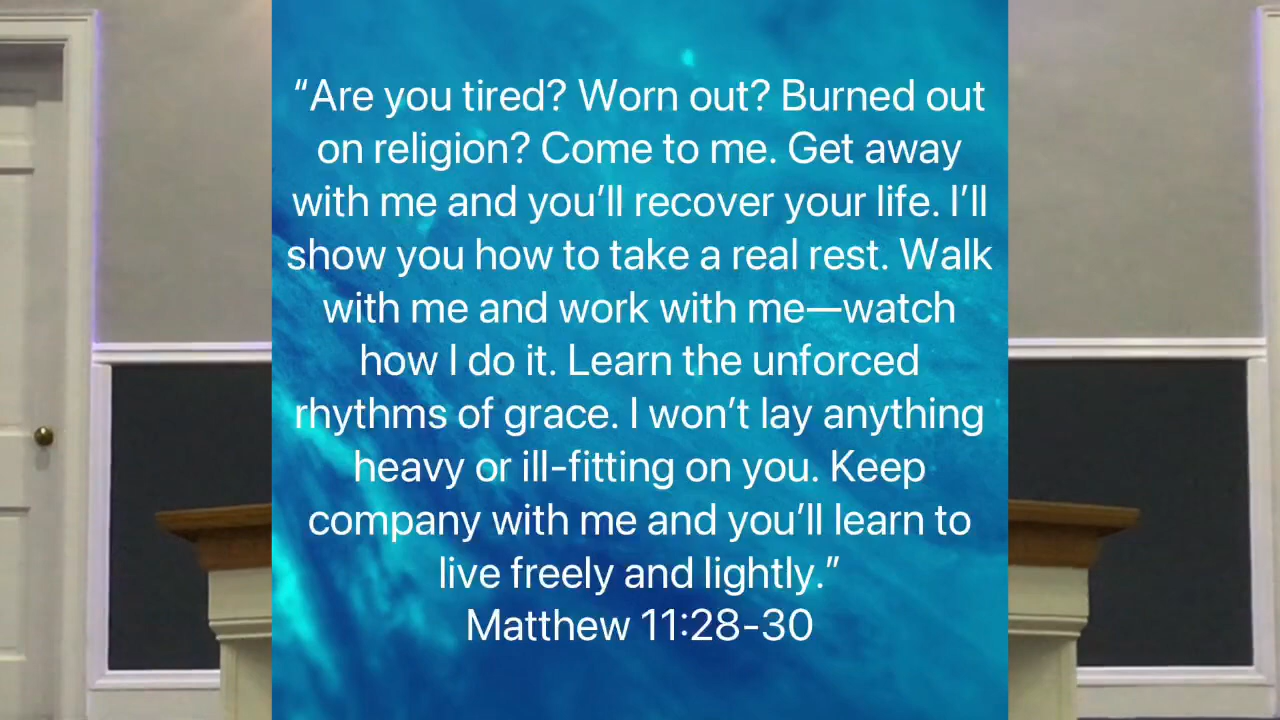 “Are you tired? Worn out? Burned out
on religion? Come to me. Get away
with me and you’ll recover your life. I’ll
show you how to take a real rest. Walk
with me and work with me—watch
how I do it. Learn the unforced
rhythms of grace. I won’t lay anything
heavy or ill-fitting on you. Keep
company with me and you’ll learn to
live freely and lightly.”
Matthew 11:28-30